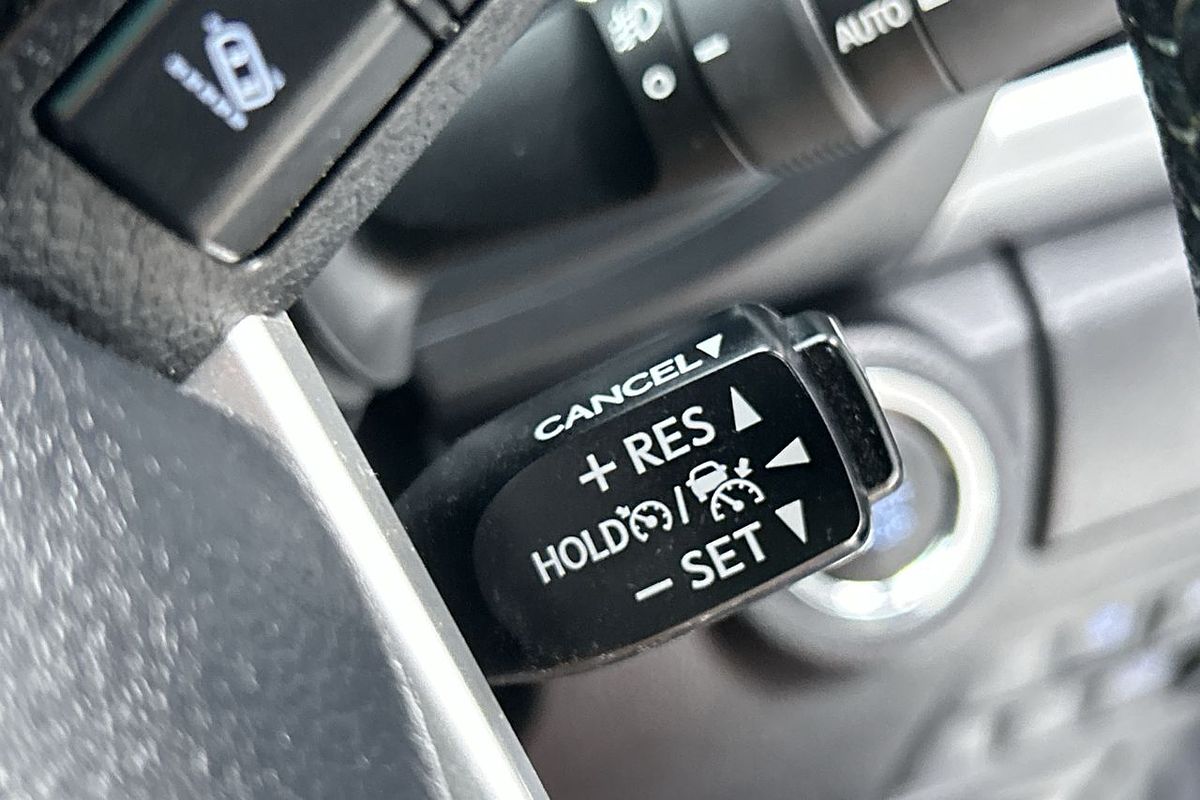 AUTO
CANCEL
+ RES
HOLD /
− SET